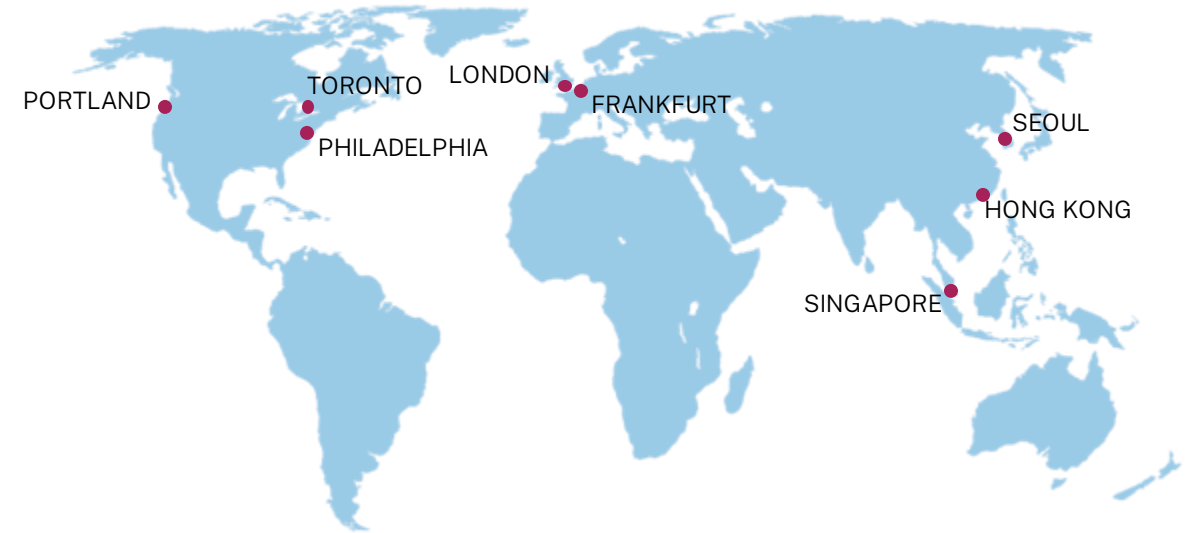 TORONTO
LONDON
PORTLAND
FRANKFURT
SEOUL
PHILADELPHIA
HONG KONG
SINGAPORE